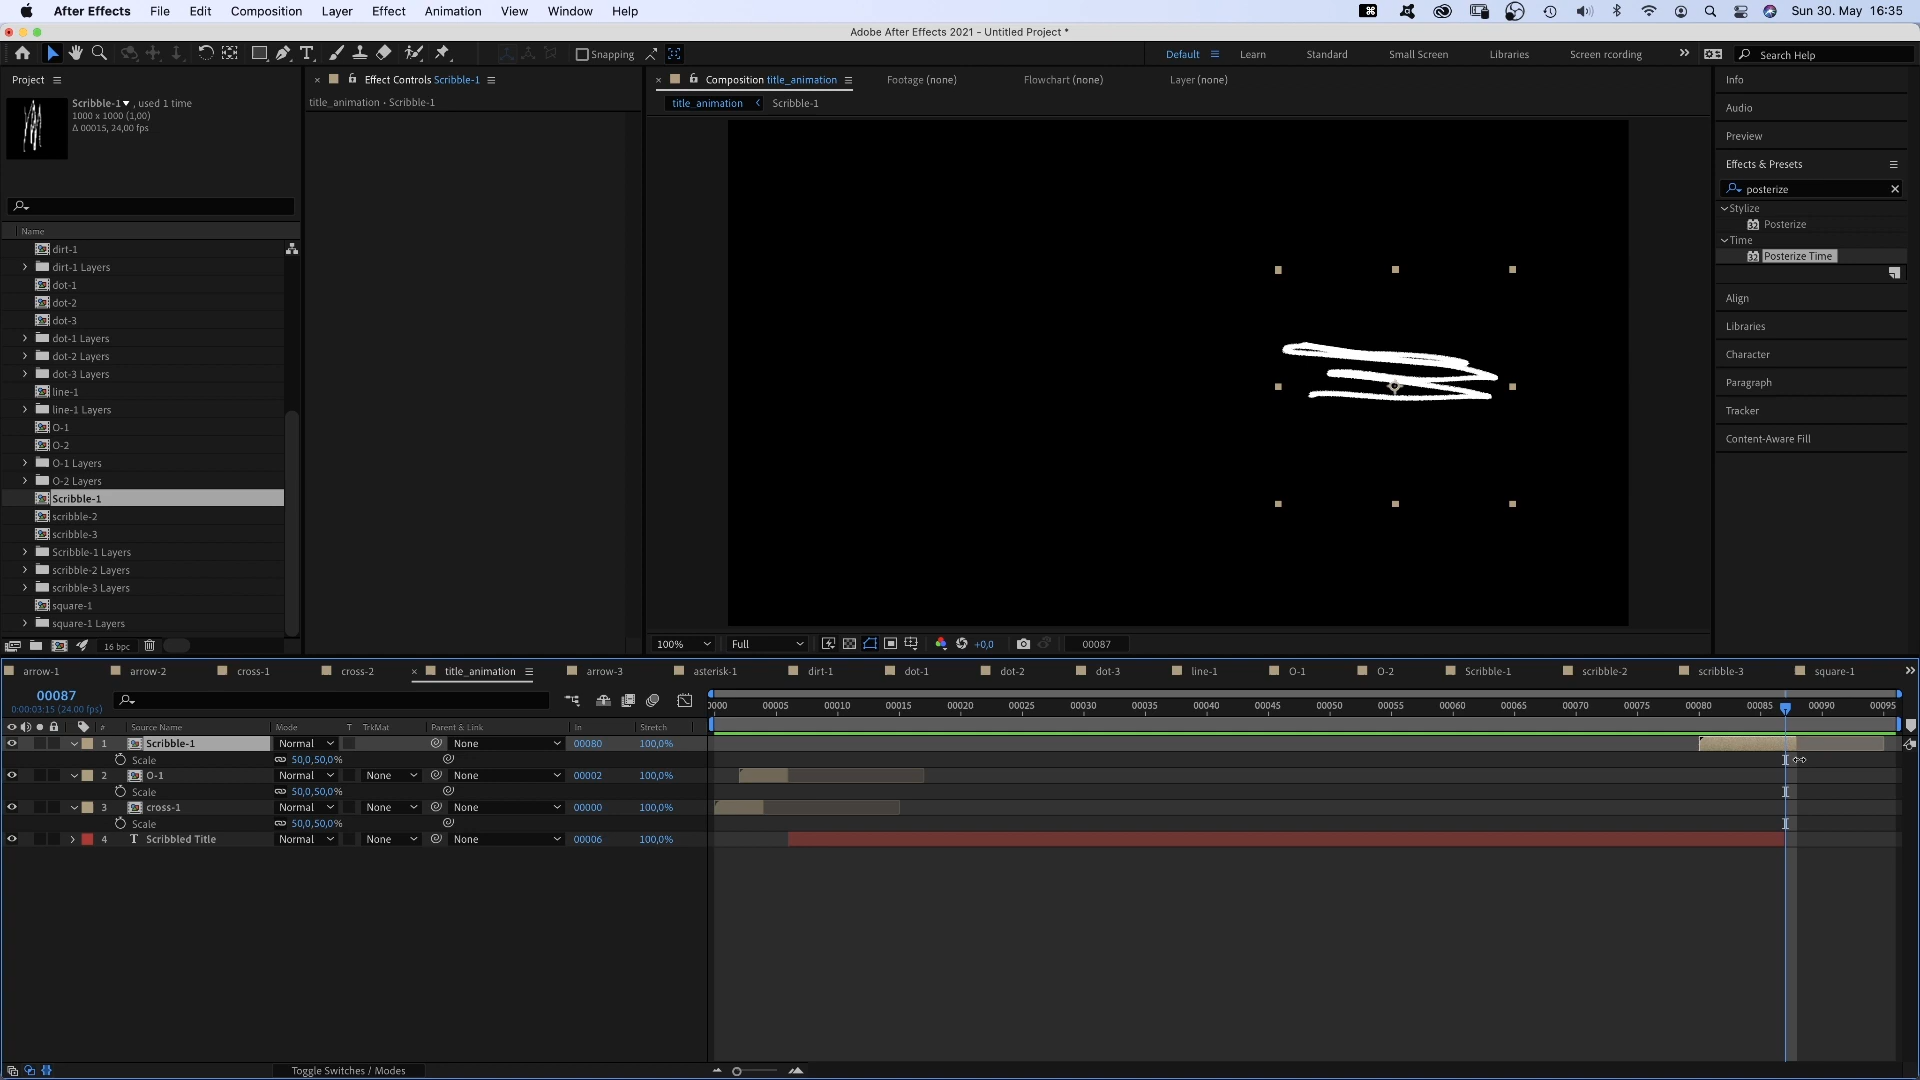 After Effects File Edit Composition Layer Effect Animation View Window Help Sun 30. May 16:35
Adobe After Effects 2021 – Untitled Project *
Snapping Default Learn Standard Small Screen Libraries Screen rcording Search Help
Project
Scribble-1 , used 1 time
1000 x 1000 (1,00)
Δ 00015, 24,00 fps
Name
dirt-1
dirt-1 Layers
dot-1
dot-2
dot-3
dot-1 Layers
dot-2 Layers
dot-3 Layers
line-1
line-1 Layers
O-1
O-2
O-1 Layers
O-2 Layers
Scribble-1
scribble-2
scribble-3
Scribble-1 Layers
scribble-2 Layers
scribble-3 Layers
square-1
square-1 Layers
16 bpc
Effect Controls Scribble-1
title_animation • Scribble-1
Composition title_animation Footage (none) Flowchart (none) Layer (none)
title_animation Scribble-1
100% Full +0,0 00087
Info
Audio
Preview
Effects & Presets
posterize
Stylize
32 Posterize
Time
32 Posterize Time
Align
Libraries
Character
Paragraph
Tracker
Content-Aware Fill
arrow-1 arrow-2 cross-1 cross-2 title_animation arrow-3 asterisk-1 dirt-1 dot-1 dot-2 dot-3 line-1 O-1 O-2 Scribble-1 scribble-2 scribble-3 square-1
00087
0:00:03:15 (24.00 fps)
0000 00005 00010 00015 00020 00025 00030 00035 00040 00045 00050 00055 00060 00065 00070 00075 00080 00085 00090 00095
# Source Name Mode T TrkMat Parent & Link In Stretch
1 Scribble-1 Normal None 00080 100,0%
Scale 50,0,50,0%
2 O-1 Normal None None 00002 100,0%
Scale 50,0,50,0%
3 cross-1 Normal None None 00000 100,0%
Scale 50,0,50,0%
4 T Scribbled Title Normal None None 00006 100,0%
Toggle Switches / Modes